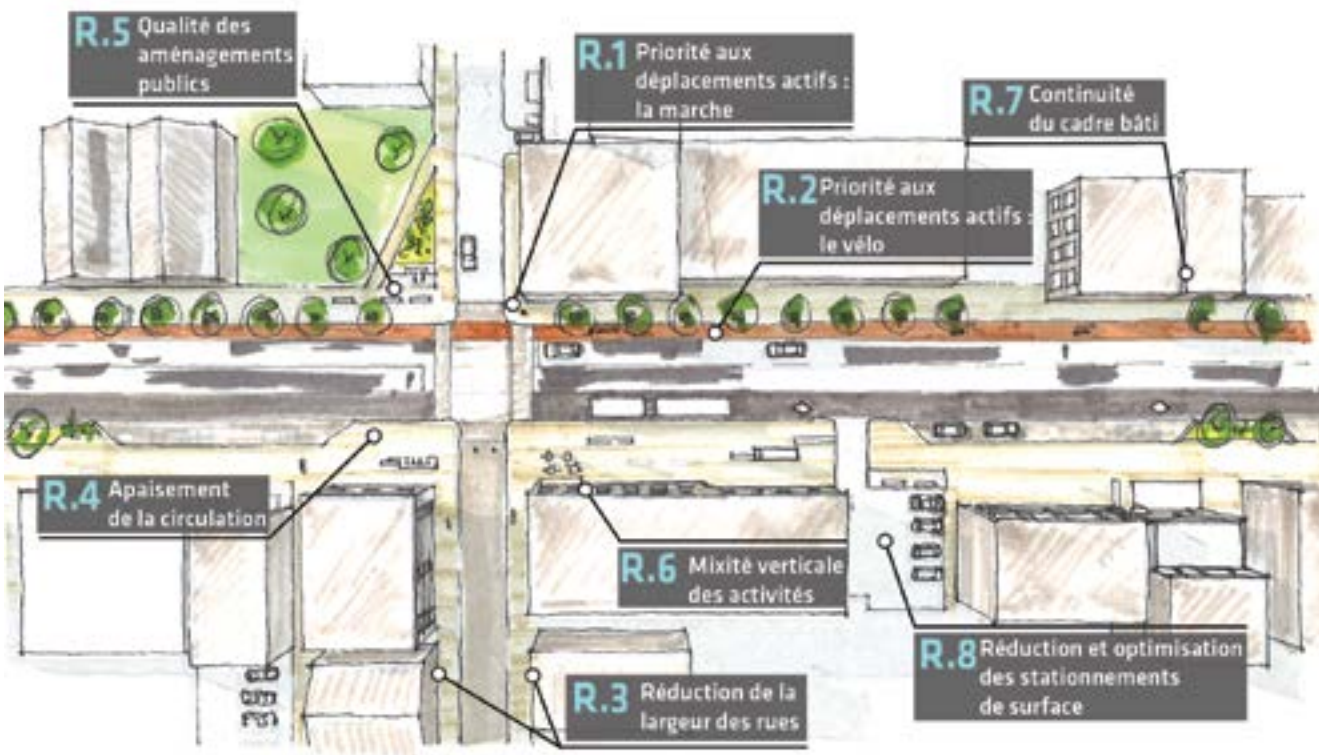 R.5 Qualité des
aménagements
publics
R.1 Priorité aux
déplacements actifs :
la marche
R.7 Continuité
du cadre bâti
R.2 Priorité aux
déplacements actifs :
le vélo
R.4 Apaisement
de la circulation
R.6 Mixité verticale
des activités
R.3 Réduction de la
largeur des rues
R.8 Réduction et optimisation
des stationnements
de surface